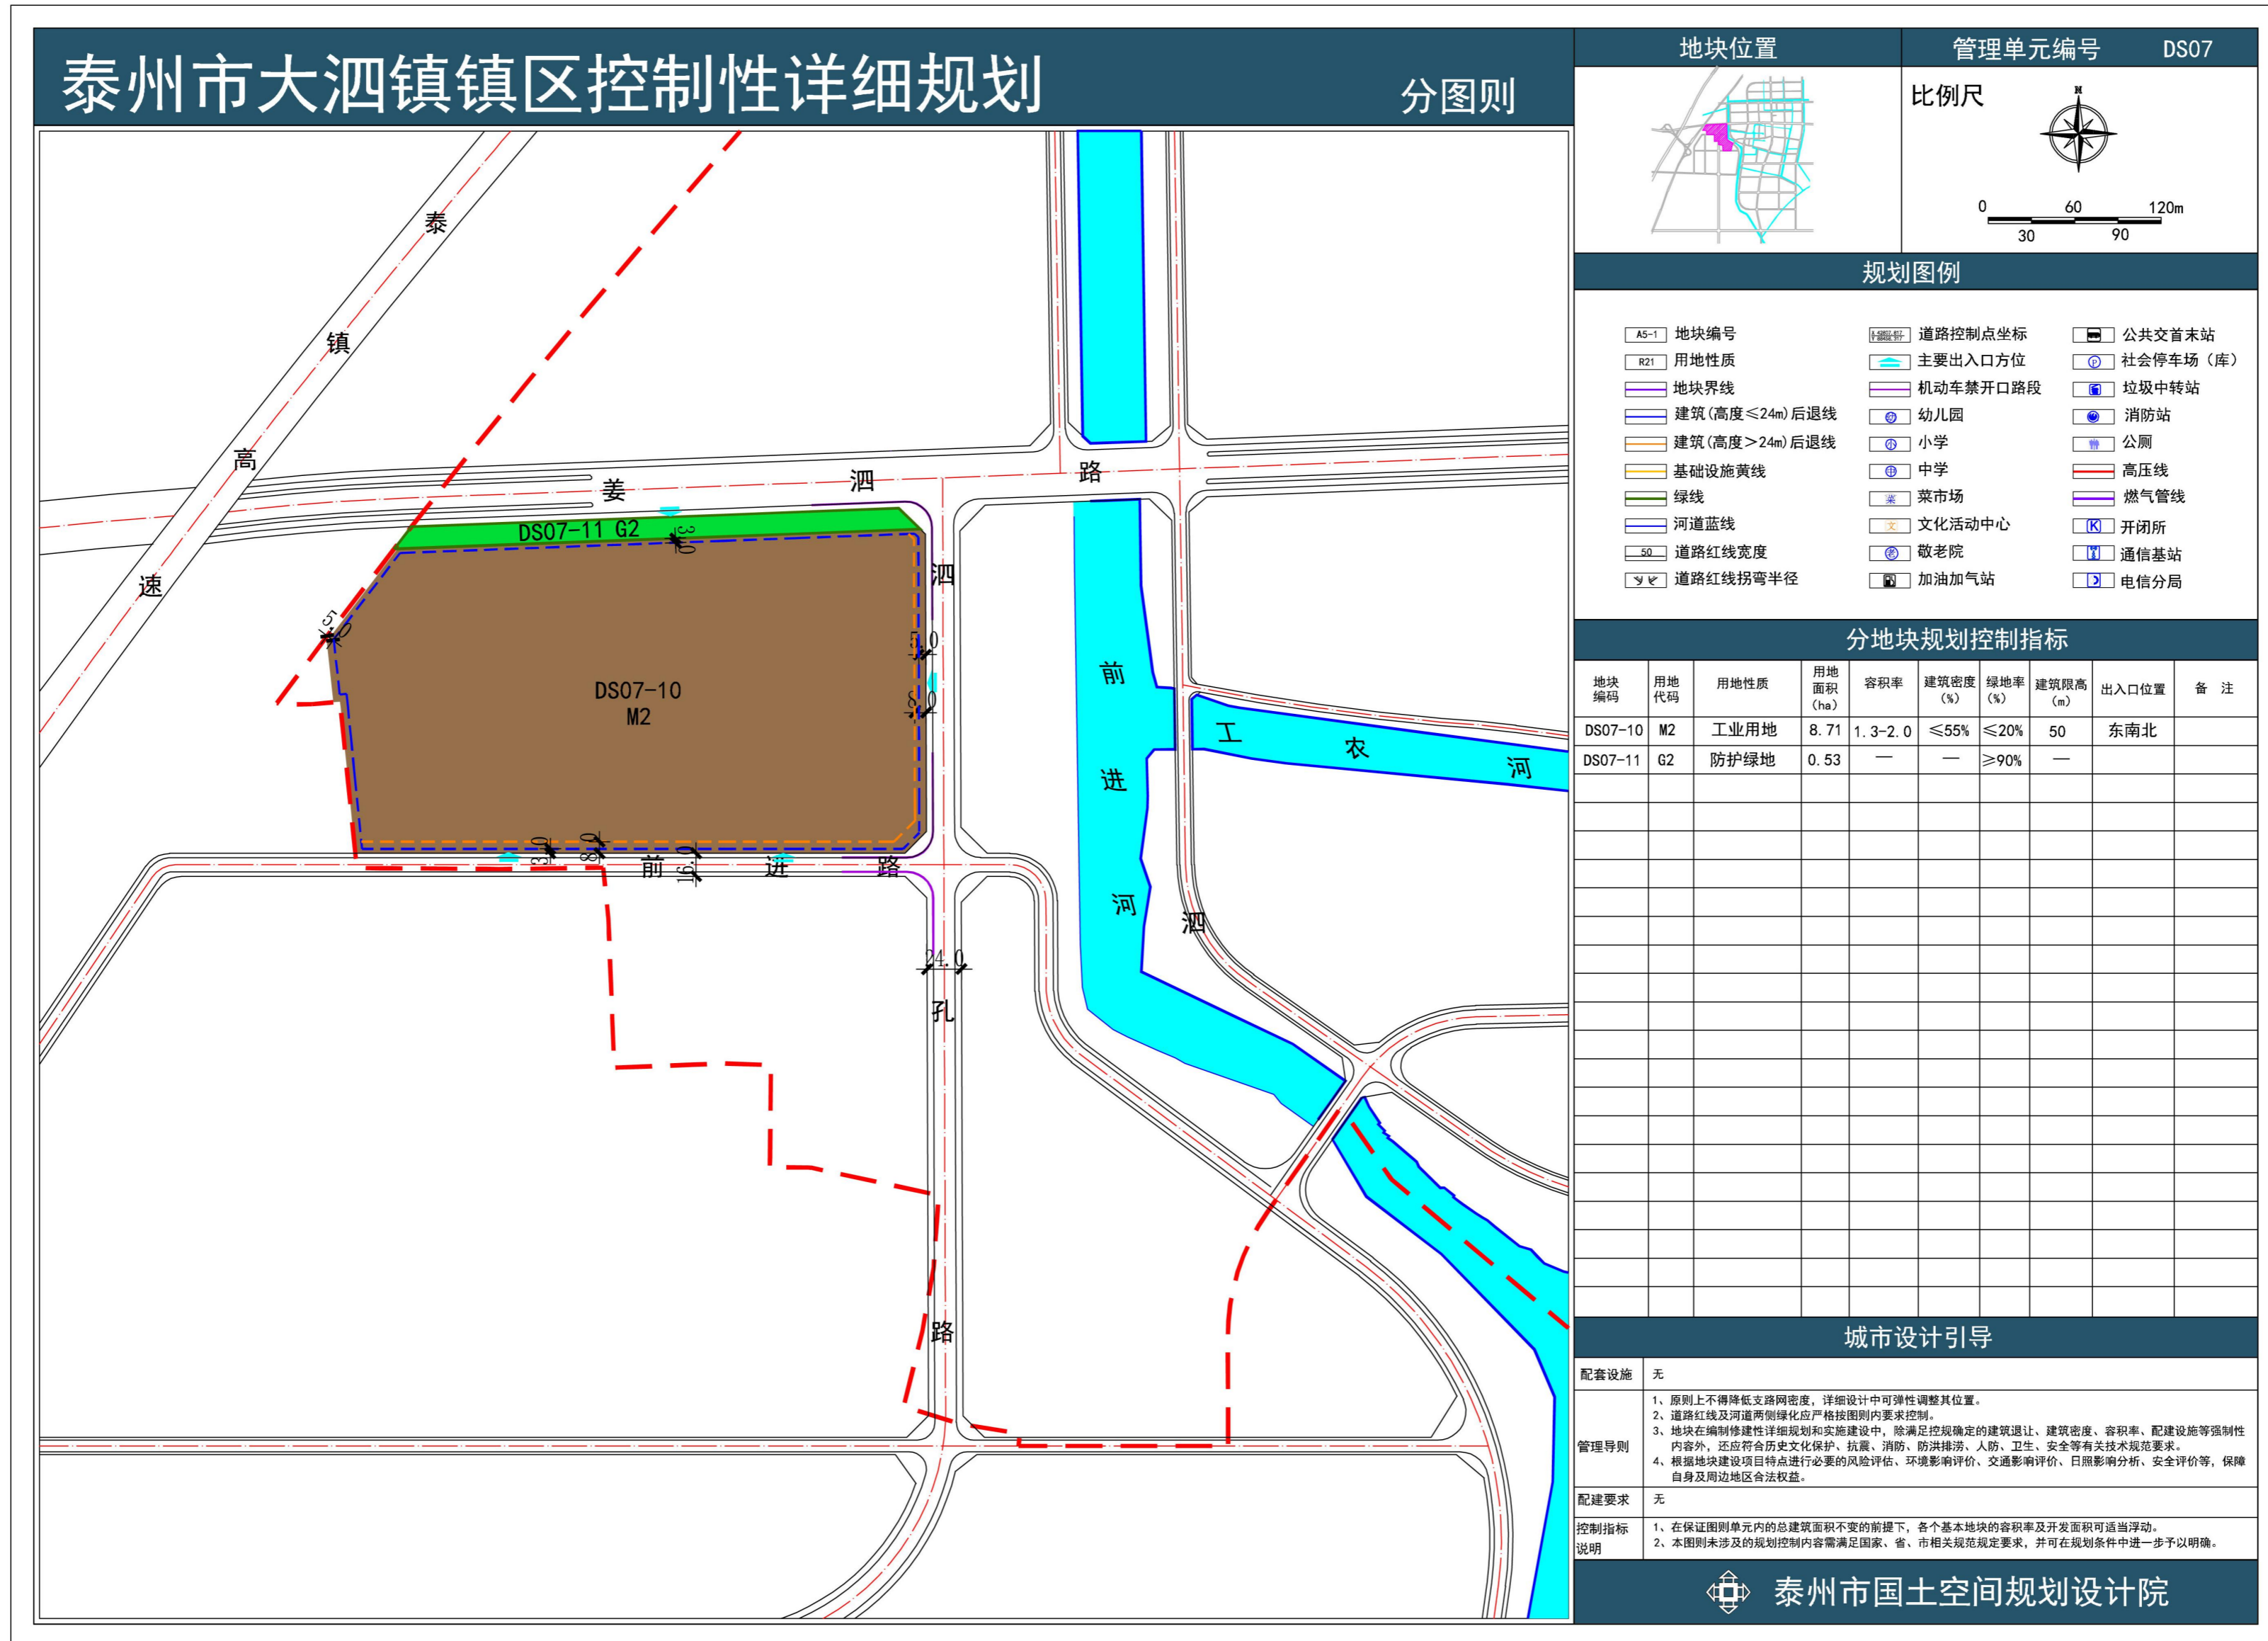 泰州市大泗镇镇区控制性详细规划
分图则
地块位置
管理单元编号 DS07
比例尺
N
0 60 120m
30 90
泰
镇
高
速
姜 泗 路
DS07-11 G2
3.0
泗
5.0
5.0
8.0
DS07-10
M2
3.0
8.0
前 进 路
16.0
24.0
孔
路
前
进
河
工 农 河
泗
规划图例
A5-1 地块编号
R21 用地性质
地块界线
建筑(高度≤24m)后退线
建筑(高度>24m)后退线
基础设施黄线
绿线
河道蓝线
50 道路红线宽度
道路红线拐弯半径
道路控制点坐标
主要出入口方位
机动车禁开口路段
幼 幼儿园
小 小学
中 中学
菜 菜市场
文 文化活动中心
老 敬老院
加油加气站
公共交首末站
P 社会停车场（库）
垃圾中转站
消防站
公厕
高压线
燃气管线
K 开闭所
通信基站
电信分局
分地块规划控制指标
地块编码 用地代码 用地性质 用地面积(ha) 容积率 建筑密度(%) 绿地率(%) 建筑限高(m) 出入口位置 备 注
DS07-10 M2 工业用地 8.71 1.3-2.0 ≤55% ≤20% 50 东南北
DS07-11 G2 防护绿地 0.53 — — ≥90% —
城市设计引导
配套设施 无
管理导则
1、原则上不得降低支路网密度，详细设计中可弹性调整其位置。
2、道路红线及河道两侧绿化应严格按图则内要求控制。
3、地块在编制修建性详细规划和实施建设中，除满足控规确定的建筑退让、建筑密度、容积率、配建设施等强制性
内容外，还应符合历史文化保护、抗震、消防、防洪排涝、人防、卫生、安全等有关技术规范要求。
4、根据地块建设项目特点进行必要的风险评估、环境影响评价、交通影响评价、日照影响分析、安全评价等，保障
自身及周边地区合法权益。
配建要求 无
控制指标说明
1、在保证图则单元内的总建筑面积不变的前提下，各个基本地块的容积率及开发面积可适当浮动。
2、本图则未涉及的规划控制内容需满足国家、省、市相关规范规定要求，并可在规划条件中进一步予以明确。
泰州市国土空间规划设计院